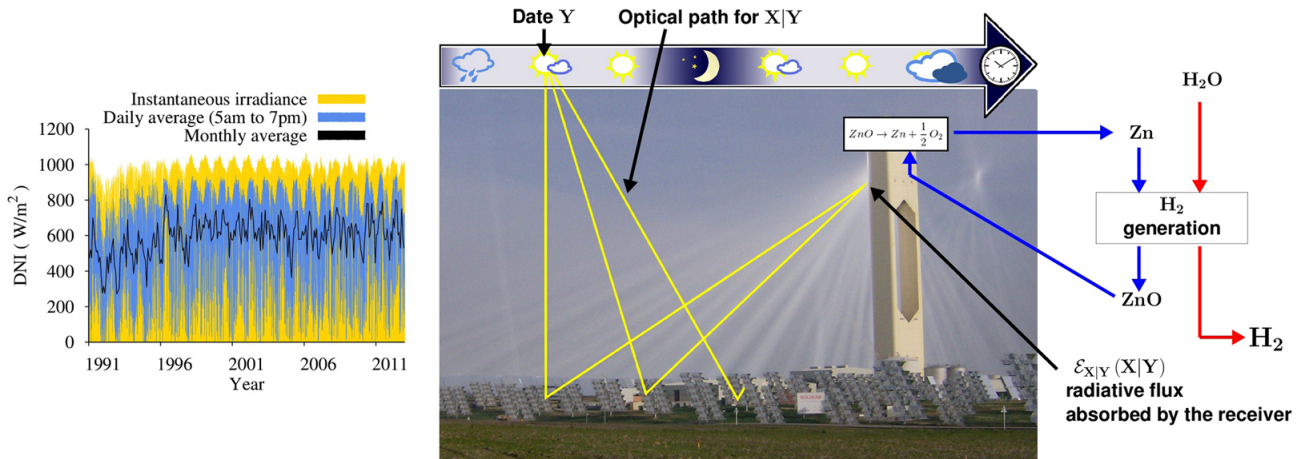 Instantaneous irradiance
Daily average (5am to 7pm)
Monthly average
DNI ( W/m²)
1200
1000
800
600
400
200
0
1991
1996
2001
2006
2011
Year
Date Y
Optical path for X|Y
ZnO → Zn + 1/2 O₂
H₂O
Zn
H₂
generation
ZnO
H₂
ℰ_X|Y (X|Y)
radiative flux
absorbed by the receiver